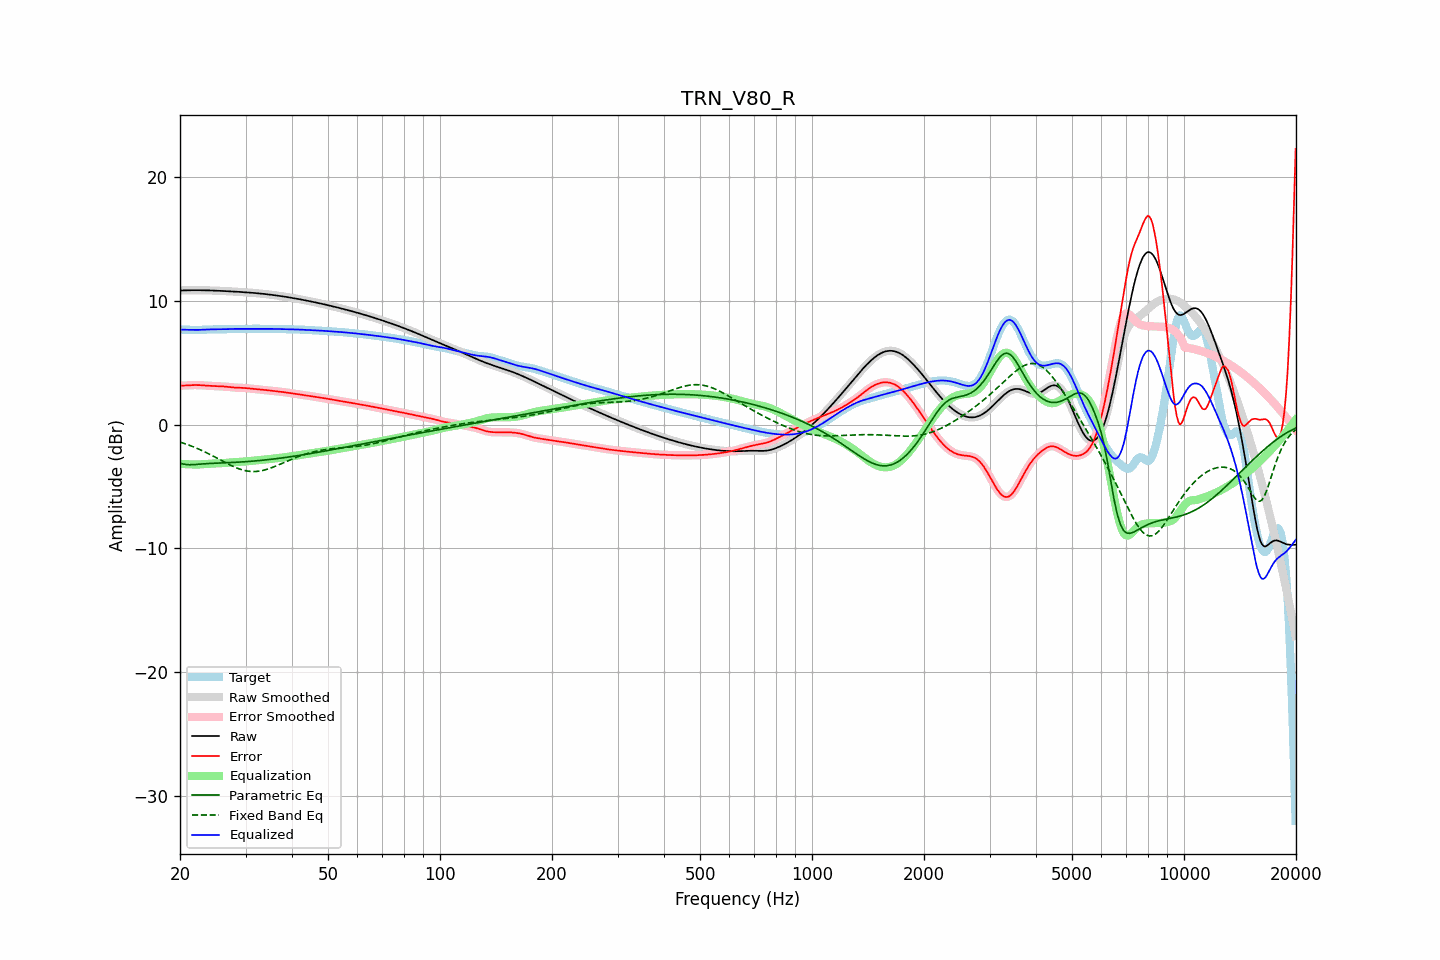 TRN_V80_R
Amplitude (dBr)
20
10
0
−10
−20
−30
Target
Raw Smoothed
Error Smoothed
Raw
Error
Equalization
Parametric Eq
Fixed Band Eq
Equalized
20 50 100 200 500 1000 2000 5000 10000 20000
Frequency (Hz)